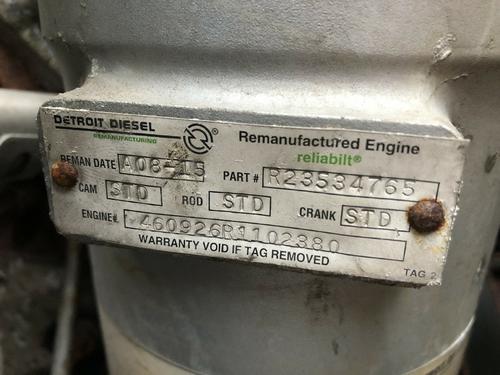 DETROIT DIESEL ®
REMANUFACTURING
Remanufactured Engine
reliabilt®
REMAN DATE A08-15 PART # R23534765
CAM STD ROD STD CRANK STD
ENGINE#. 460926R1102380
WARRANTY VOID IF TAG REMOVED
TAG 2